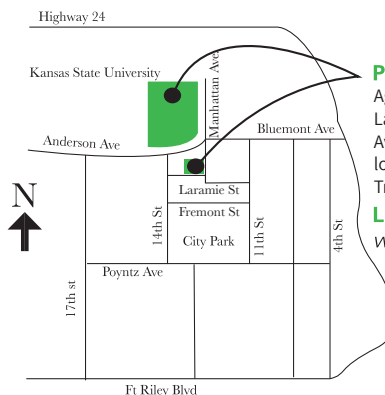 Highway 24
Kansas State University
Manhattan Ave
P
A
La
Bluemont Ave
Av
Anderson Ave
lo
Tr
Laramie St
N
Fremont St
L
14th St
City Park
11th St
4th St
W
Poyntz Ave
17th st
Ft Riley Blvd